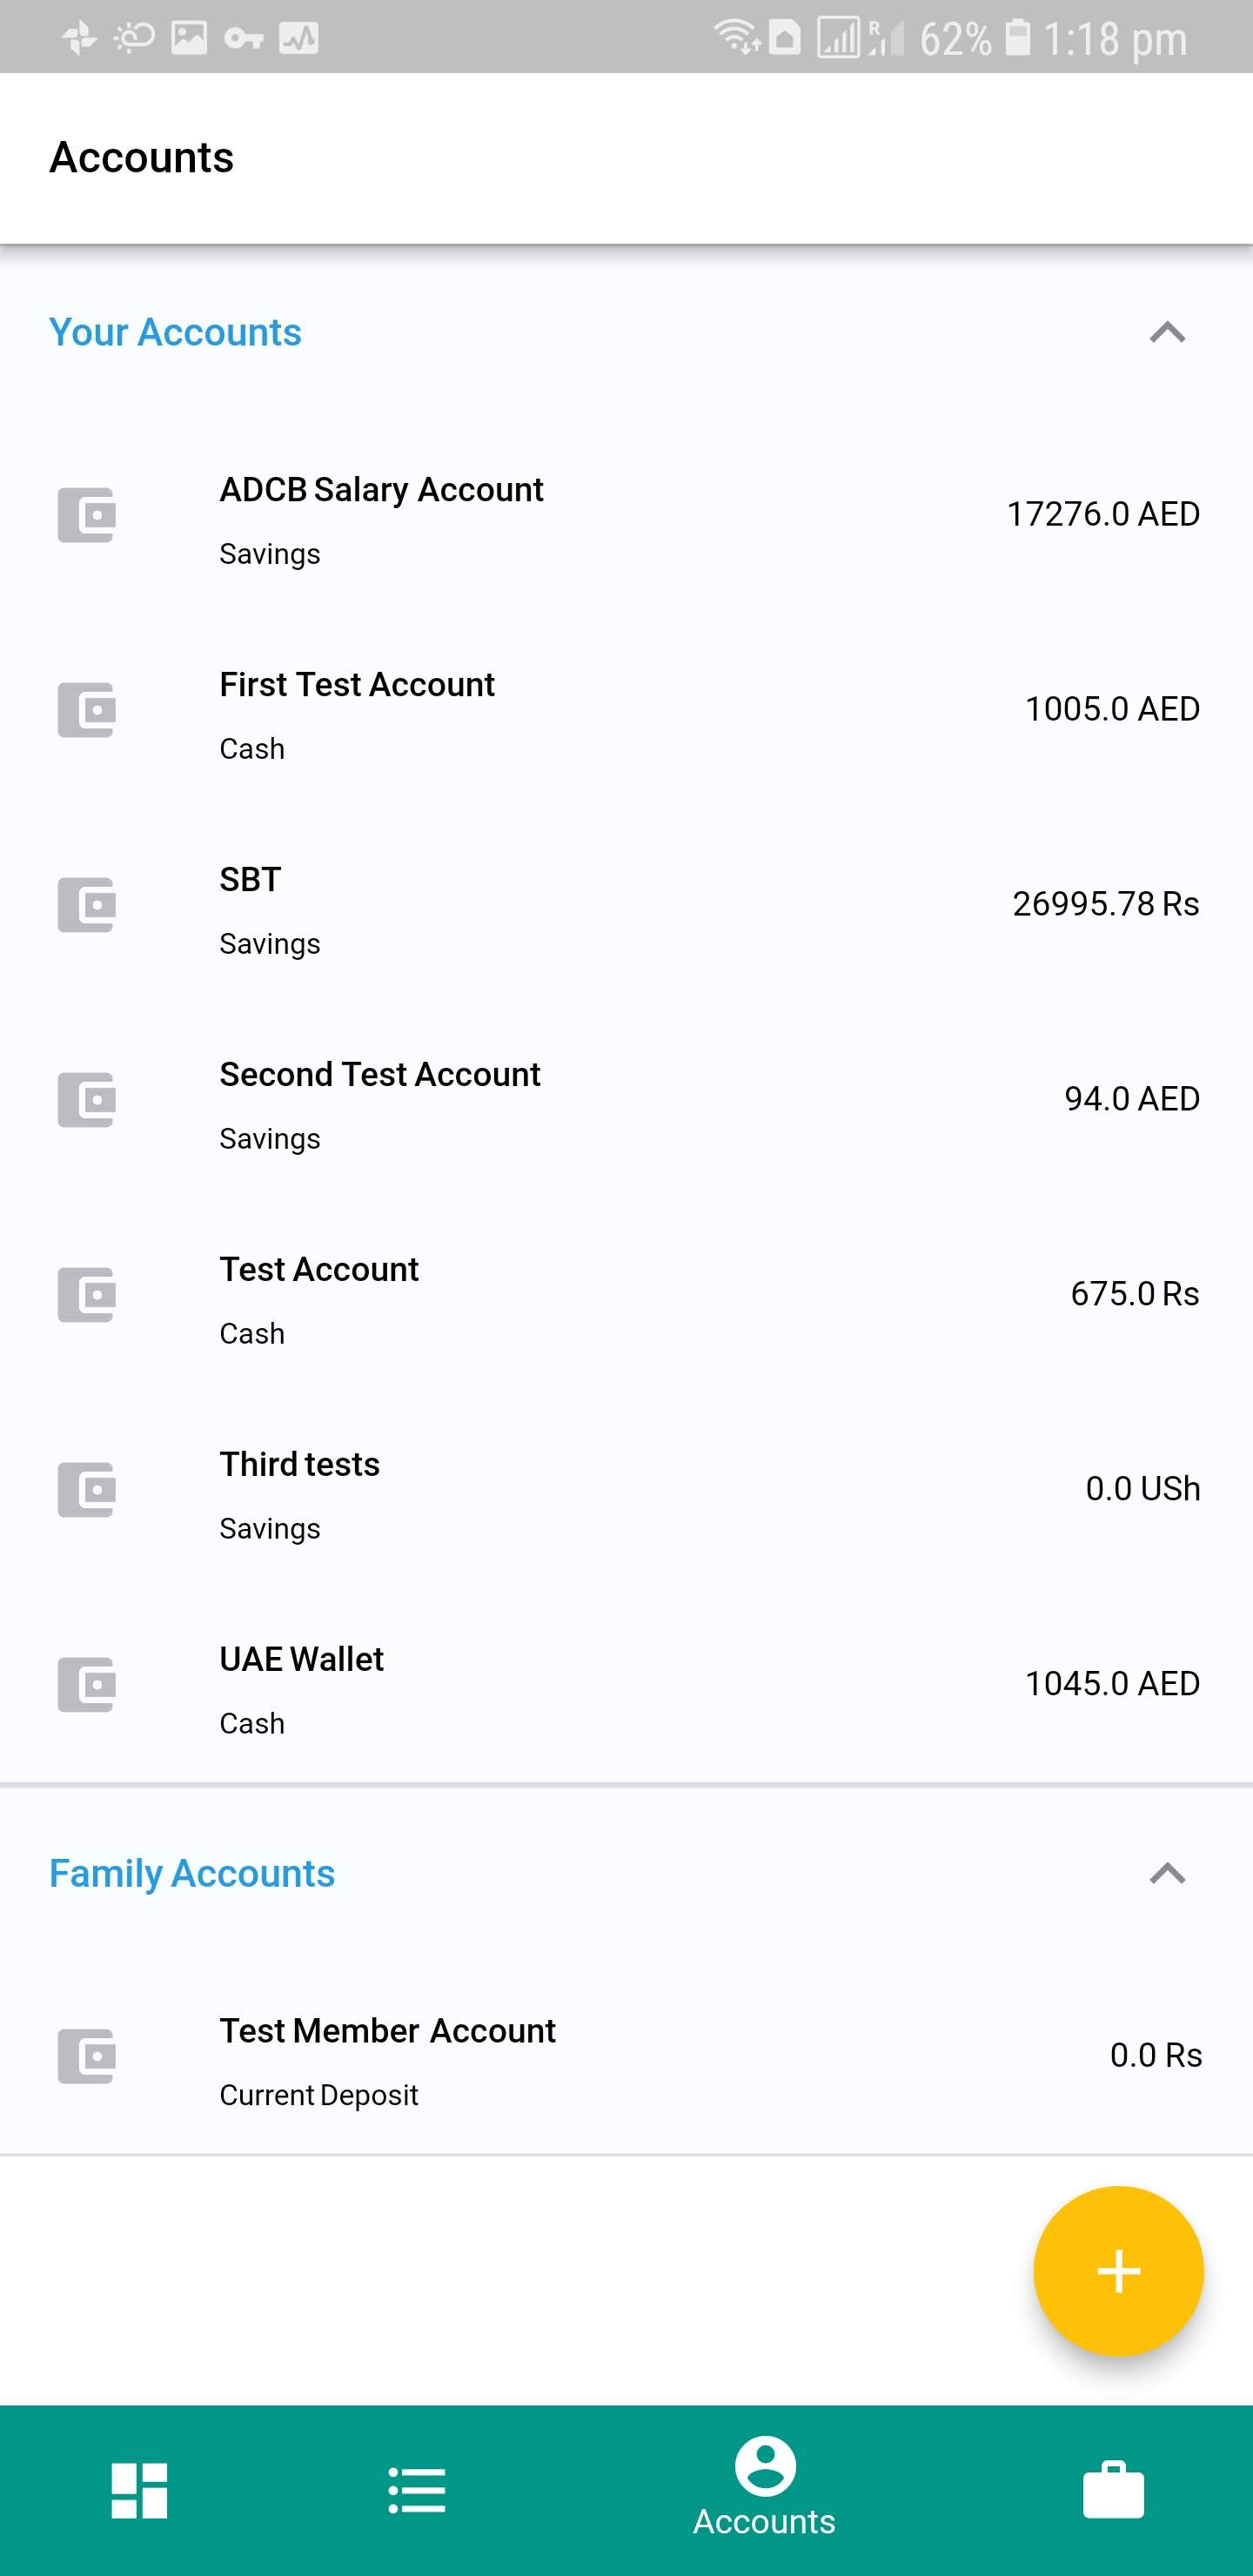 R 62% 1:18 pm
Accounts
Your Accounts
ADCB Salary Account
Savings
17276.0 AED
First Test Account
Cash
1005.0 AED
SBT
Savings
26995.78 Rs
Second Test Account
Savings
94.0 AED
Test Account
Cash
675.0 Rs
Third tests
Savings
0.0 USh
UAE Wallet
Cash
1045.0 AED
Family Accounts
Test Member Account
Current Deposit
0.0 Rs
Accounts